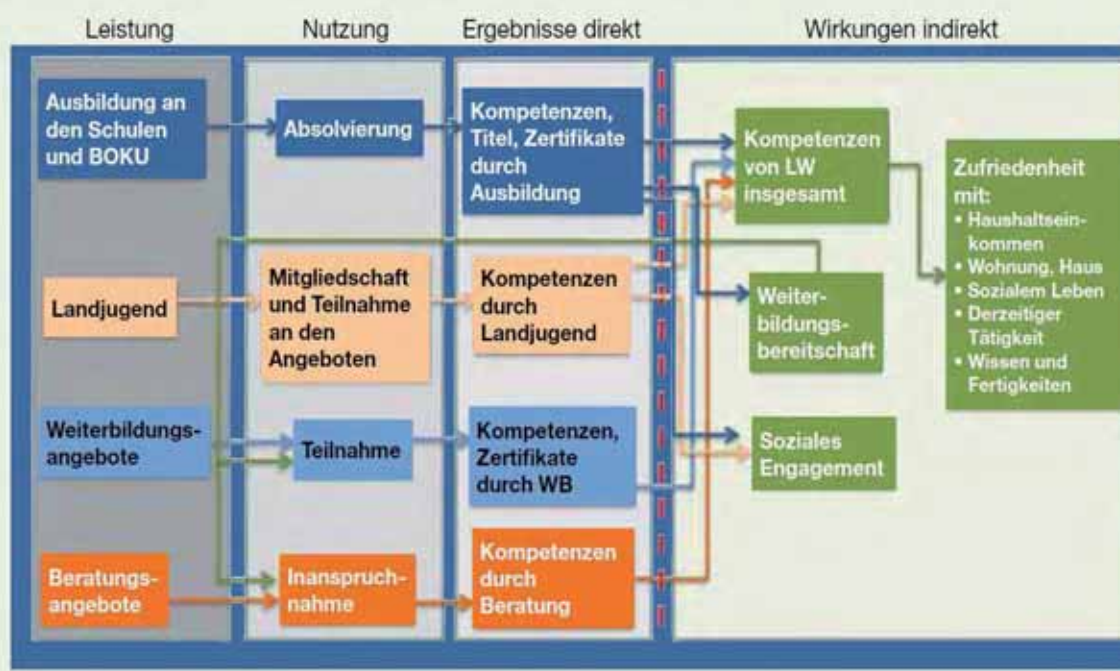 Leistung
Nutzung
Ergebnisse direkt
Wirkungen indirekt
Ausbildung an
den Schulen
und BOKU
Absolvierung
Kompetenzen,
Titel, Zertifikate
durch
Ausbildung
Kompetenzen
von LW
insgesamt
Zufriedenheit
mit:
• Haushaltsein-
kommen
• Wohnung, Haus
• Sozialem Leben
• Derzeitiger
Tätigkeit
• Wissen und
Fertigkeiten
Landjugend
Mitgliedschaft
und Teilnahme
an den
Angeboten
Kompetenzen
durch
Landjugend
Weiter-
bildungs-
bereitschaft
Weiterbildungs-
angebote
Teilnahme
Kompetenzen,
Zertifikate
durch WB
Soziales
Engagement
Beratungs-
angebote
Inanspruch-
nahme
Kompetenzen
durch
Beratung